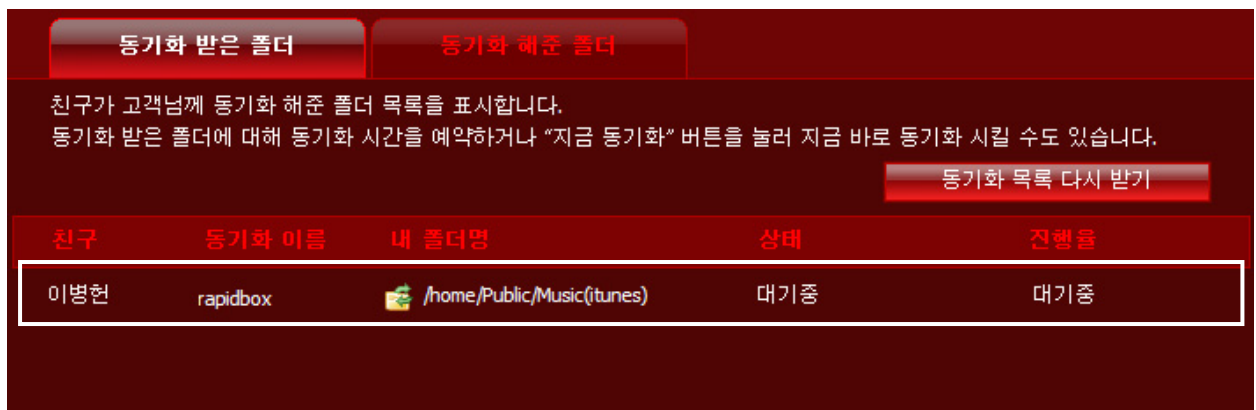 동기화 받은 폴더 동기화 해준 폴더
친구가 고객님께 동기화 해준 폴더 목록을 표시합니다.
동기화 받은 폴더에 대해 동기화 시간을 예약하거나 “지금 동기화” 버튼을 눌러 지금 바로 동기화 시킬 수도 있습니다.
동기화 목록 다시 받기
친구 동기화 이름 내 폴더명 상태 진행율
이병헌 rapidbox /home/Public/Music(itunes) 대기중 대기중